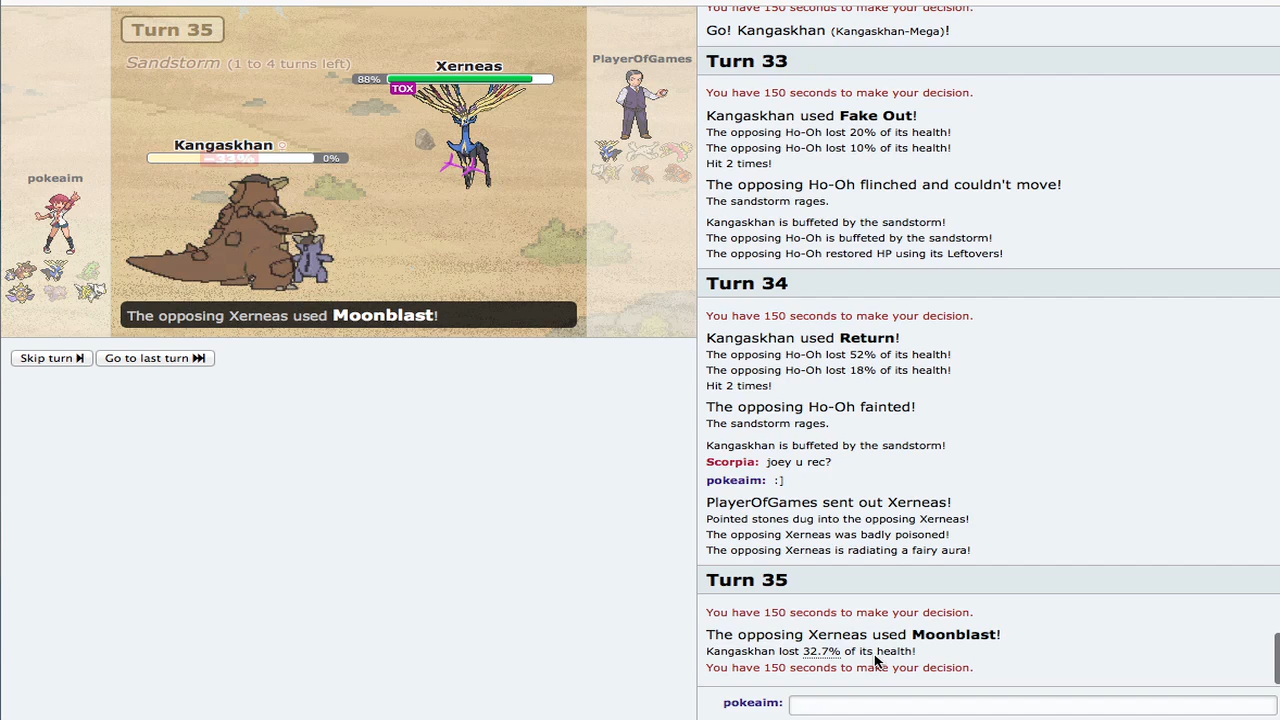 Turn 35
Sandstorm (1 to 4 turns left)
Xerneas
88%
TOX
PlayerOfGames
Kangaskhan ♀
−33%
0%
pokeaim
The opposing Xerneas used Moonblast!
Skip turn
Go to last turn
You have 150 seconds to make your decision.
Go! Kangaskhan (Kangaskhan-Mega)!
Turn 33
You have 150 seconds to make your decision.
Kangaskhan used Fake Out!
The opposing Ho-Oh lost 20% of its health!
The opposing Ho-Oh lost 10% of its health!
Hit 2 times!
The opposing Ho-Oh flinched and couldn't move!
The sandstorm rages.
Kangaskhan is buffeted by the sandstorm!
The opposing Ho-Oh is buffeted by the sandstorm!
The opposing Ho-Oh restored HP using its Leftovers!
Turn 34
You have 150 seconds to make your decision.
Kangaskhan used Return!
The opposing Ho-Oh lost 52% of its health!
The opposing Ho-Oh lost 18% of its health!
Hit 2 times!
The opposing Ho-Oh fainted!
The sandstorm rages.
Kangaskhan is buffeted by the sandstorm!
Scorpia: joey u rec?
pokeaim: :]
PlayerOfGames sent out Xerneas!
Pointed stones dug into the opposing Xerneas!
The opposing Xerneas was badly poisoned!
The opposing Xerneas is radiating a fairy aura!
Turn 35
You have 150 seconds to make your decision.
The opposing Xerneas used Moonblast!
Kangaskhan lost 32.7% of its health!
You have 150 seconds to make your decision.
pokeaim: